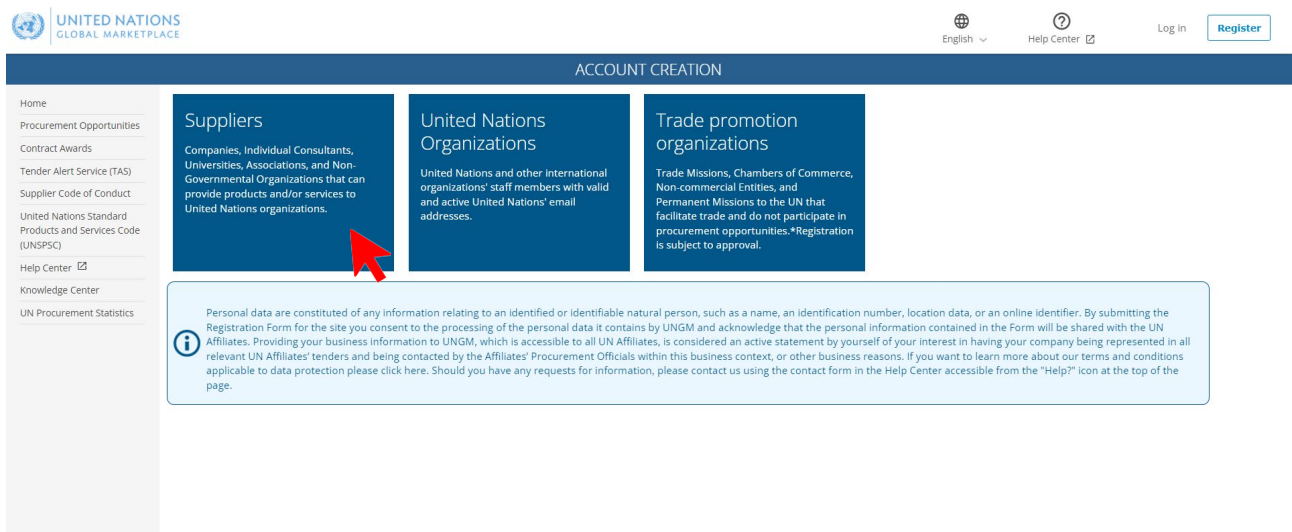 UNITED NATIONS
GLOBAL MARKETPLACE
English
Help Center
Log in
Register
ACCOUNT CREATION
Home
Procurement Opportunities
Contract Awards
Tender Alert Service (TAS)
Supplier Code of Conduct
United Nations Standard
Products and Services Code
(UNSPSC)
Help Center
Knowledge Center
UN Procurement Statistics
Suppliers
Companies, Individual Consultants,
Universities, Associations, and Non-
Governmental Organizations that can
provide products and/or services to
United Nations organizations.
United Nations
Organizations
United Nations and other international
organizations' staff members with valid
and active United Nations' email
addresses.
Trade promotion
organizations
Trade Missions, Chambers of Commerce,
Non-commercial Entities, and
Permanent Missions to the UN that
facilitate trade and do not participate in
procurement opportunities.*Registration
is subject to approval.
Personal data are constituted of any information relating to an identified or identifiable natural person, such as a name, an identification number, location data, or an online identifier. By submitting the
Registration Form for the site you consent to the processing of the personal data it contains by UNGM and acknowledge that the personal information contained in the Form will be shared with the UN
Affiliates. Providing your business information to UNGM, which is accessible to all UN Affiliates, is considered an active statement by yourself of your interest in having your company being represented in all
relevant UN Affiliates' tenders and being contacted by the Affiliates' Procurement Officials within this business context, or other business reasons. If you want to learn more about our terms and conditions
applicable to data protection please click here. Should you have any requests for information, please contact us using the contact form in the Help Center accessible from the "Help?" icon at the top of the
page.